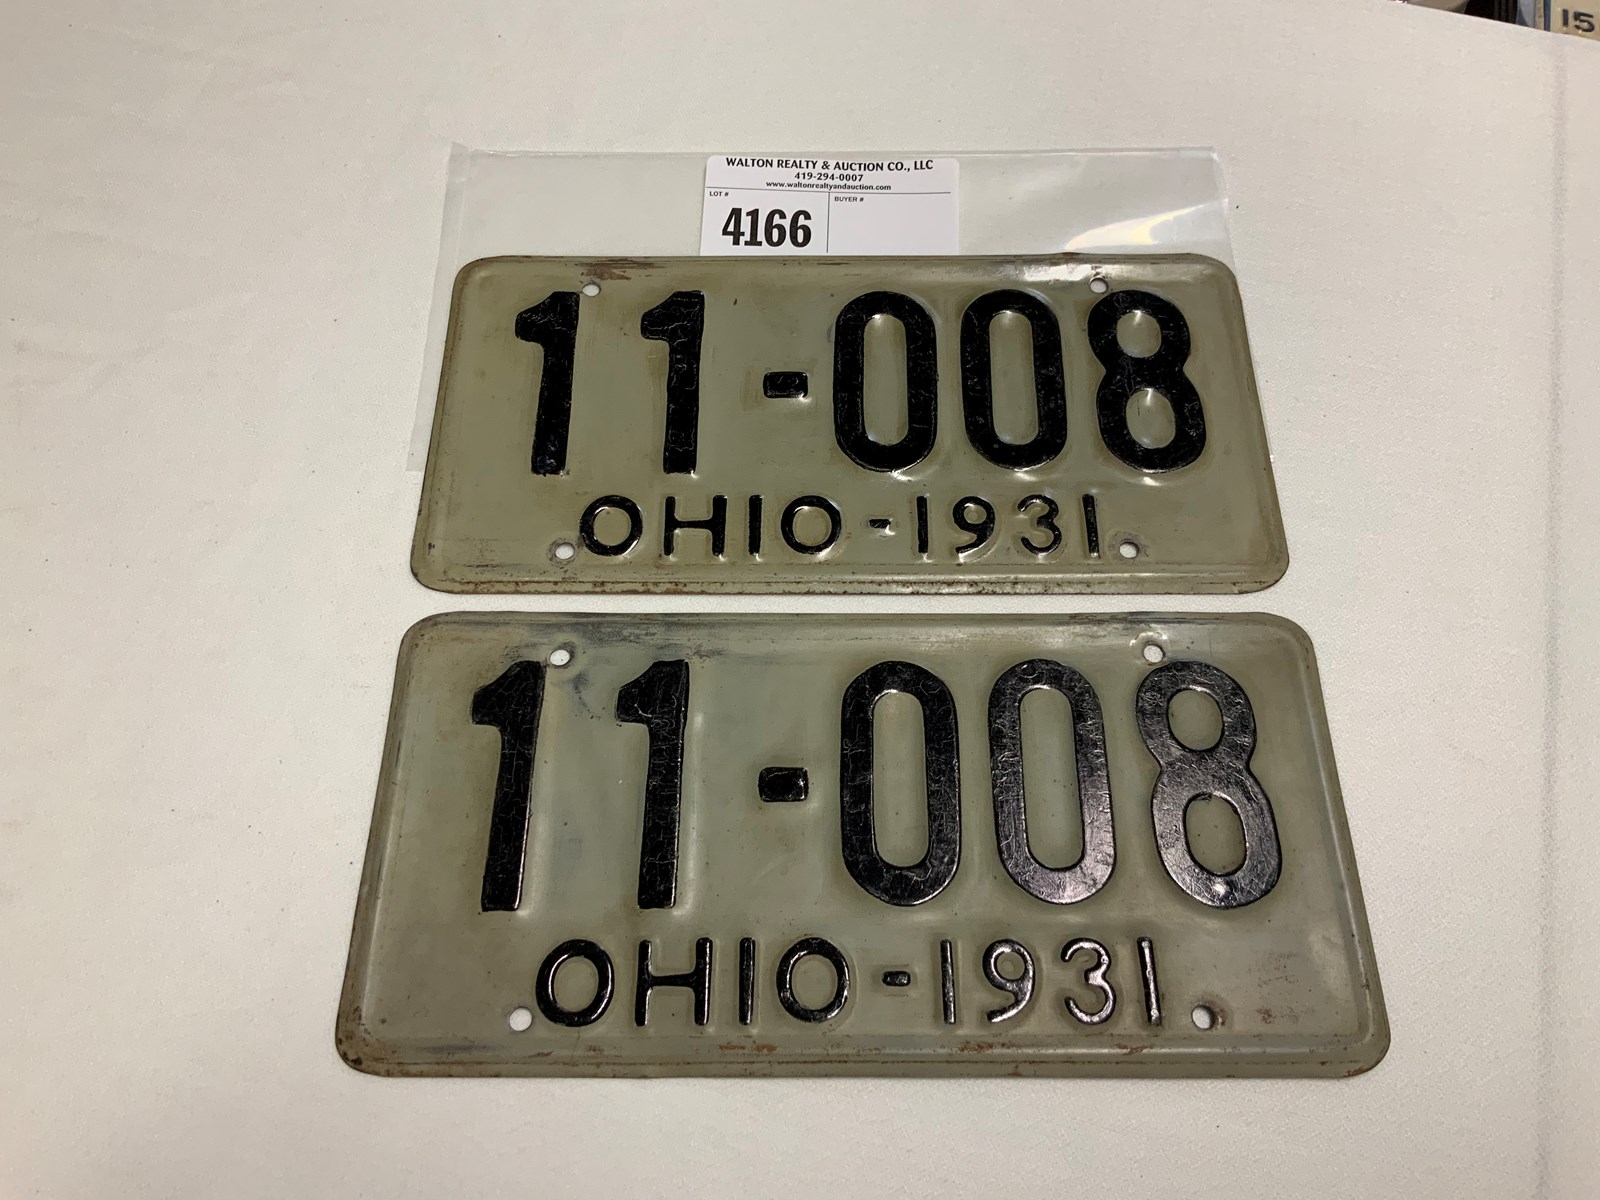 15
WALTON REALTY & AUCTION CO., LLC
419-294-0007
www.waltonrealtyandauction.com
LOT #
BUYER #
4166
11-008
OHIO-1931
11-008
OHIO-1931